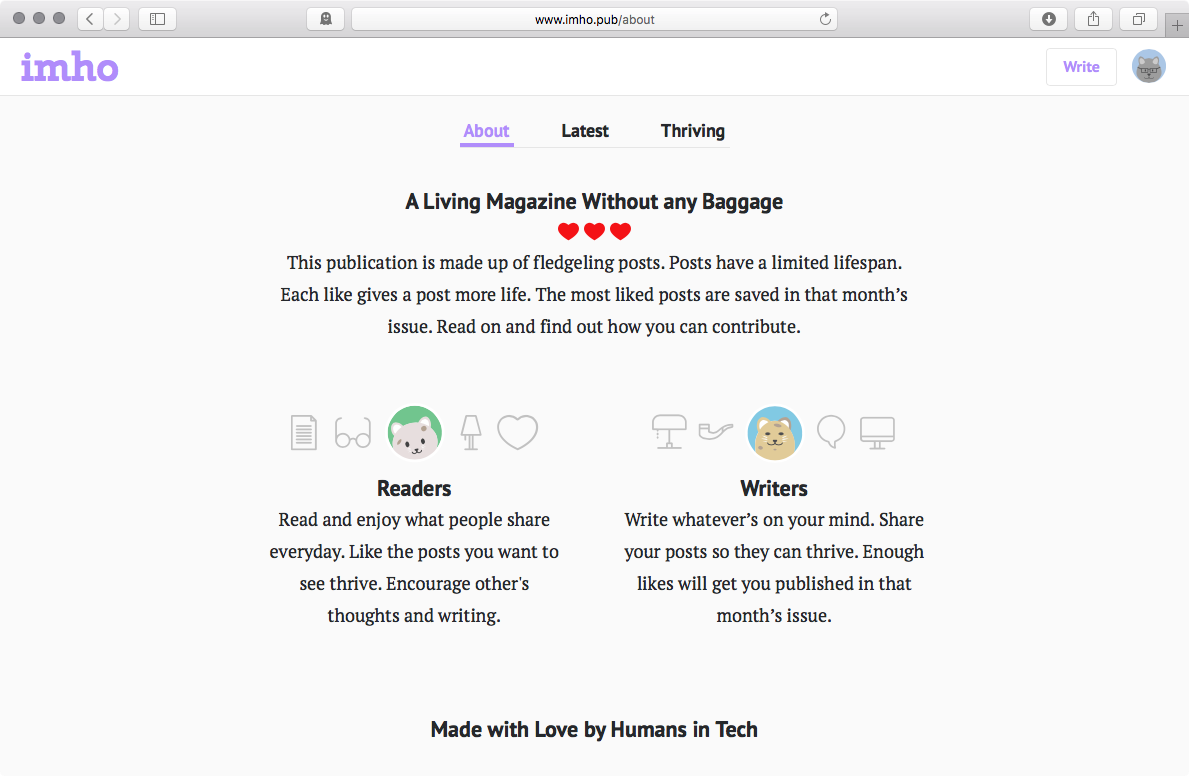 www.imho.pub/about
imho
Write
About Latest Thriving
A Living Magazine Without any Baggage
This publication is made up of fledgeling posts. Posts have a limited lifespan.
Each like gives a post more life. The most liked posts are saved in that month’s
issue. Read on and find out how you can contribute.
Readers
Read and enjoy what people share
everyday. Like the posts you want to
see thrive. Encourage other's
thoughts and writing.
Writers
Write whatever’s on your mind. Share
your posts so they can thrive. Enough
likes will get you published in that
month’s issue.
Made with Love by Humans in Tech